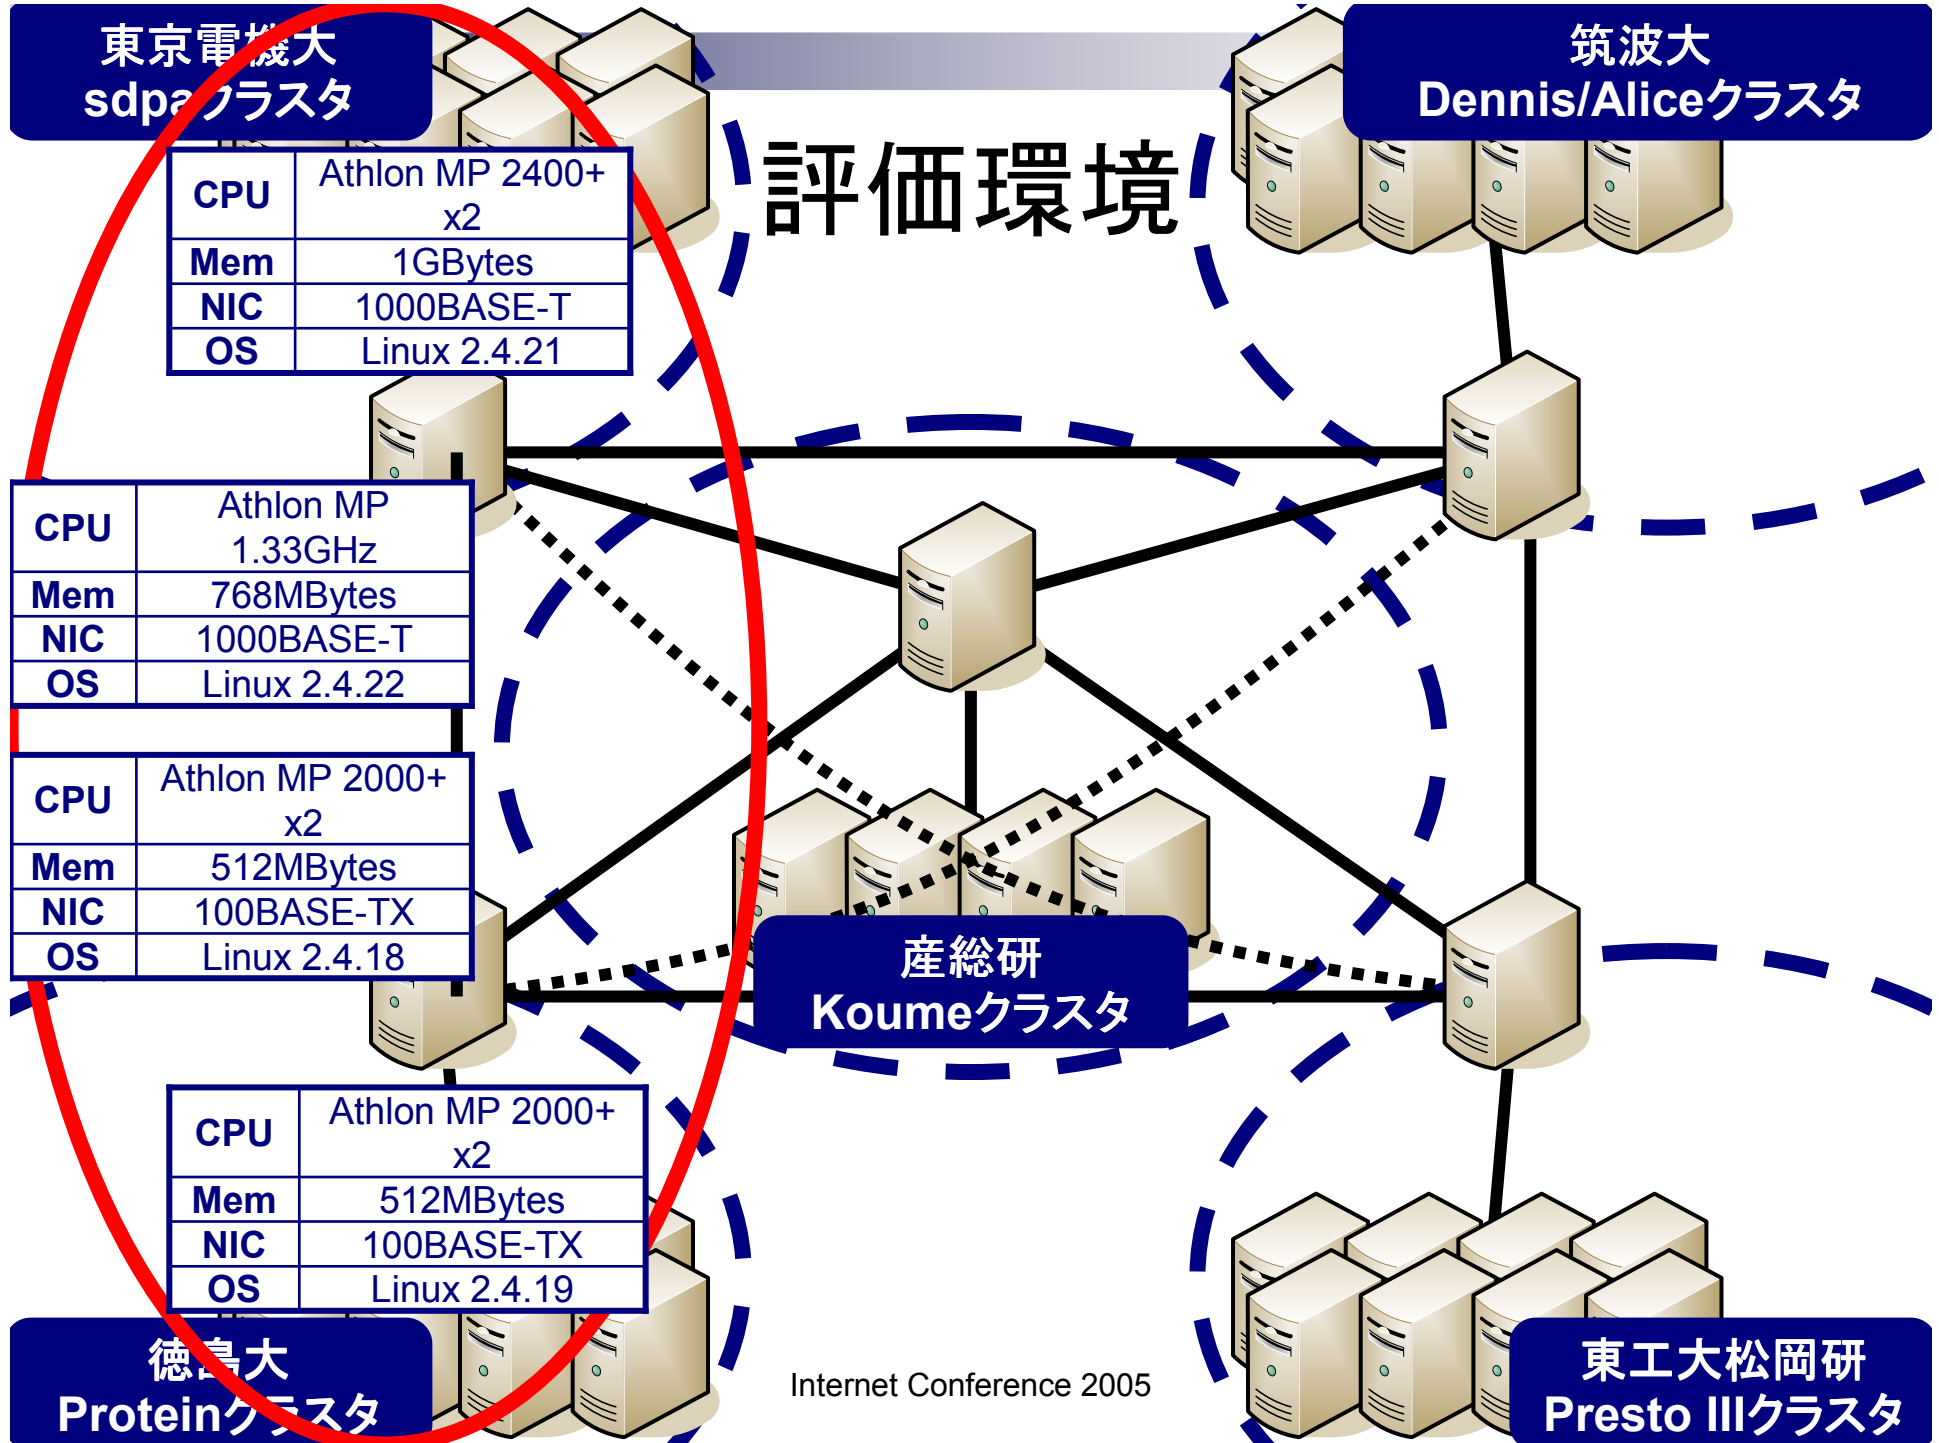 東京電機大
sdpaクラスタ
筑波大
Dennis/Aliceクラスタ
評価環境
CPU Athlon MP 2400+
x2
Mem 1GBytes
NIC 1000BASE-T
OS Linux 2.4.21
CPU Athlon MP
1.33GHz
Mem 768MBytes
NIC 1000BASE-T
OS Linux 2.4.22
CPU Athlon MP 2000+
x2
Mem 512MBytes
NIC 100BASE-TX
OS Linux 2.4.18
産総研
Koumeクラスタ
CPU Athlon MP 2000+
x2
Mem 512MBytes
NIC 100BASE-TX
OS Linux 2.4.19
徳島大
Proteinクラスタ
Internet Conference 2005
東工大松岡研
Presto IIIクラスタ